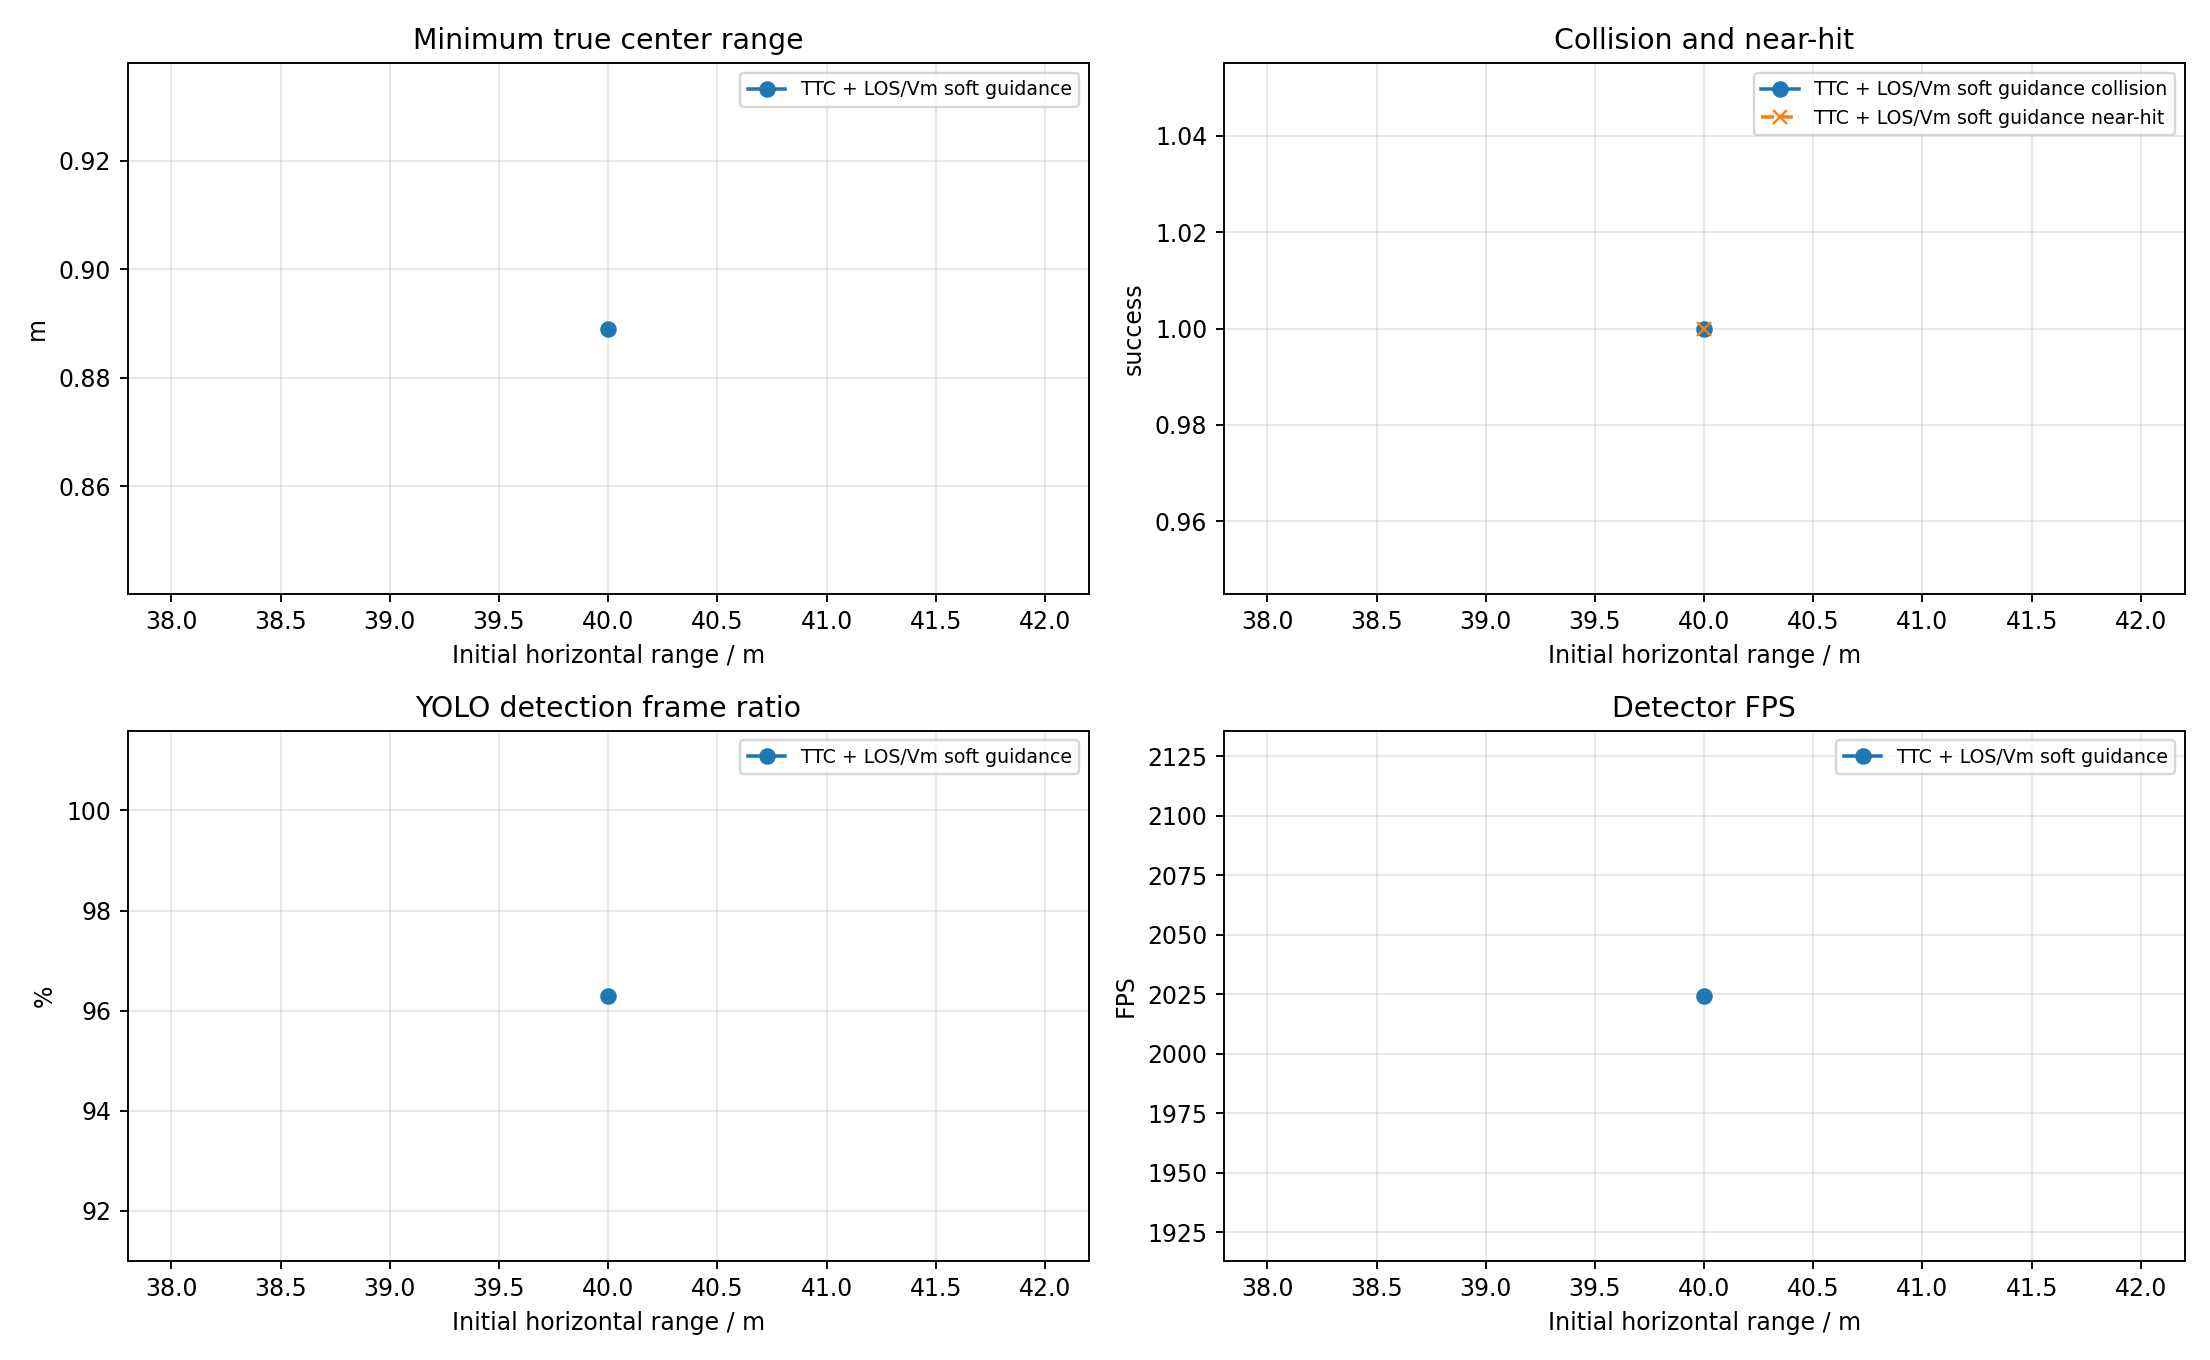 Minimum true center range
TTC + LOS/Vm soft guidance
m
0.92
0.90
0.88
0.86
38.0 38.5 39.0 39.5 40.0 40.5 41.0 41.5 42.0
Initial horizontal range / m
Collision and near-hit
TTC + LOS/Vm soft guidance collision
TTC + LOS/Vm soft guidance near-hit
success
1.04
1.02
1.00
0.98
0.96
38.0 38.5 39.0 39.5 40.0 40.5 41.0 41.5 42.0
Initial horizontal range / m
YOLO detection frame ratio
TTC + LOS/Vm soft guidance
%
100
98
96
94
92
38.0 38.5 39.0 39.5 40.0 40.5 41.0 41.5 42.0
Initial horizontal range / m
Detector FPS
TTC + LOS/Vm soft guidance
FPS
2125
2100
2075
2050
2025
2000
1975
1950
1925
38.0 38.5 39.0 39.5 40.0 40.5 41.0 41.5 42.0
Initial horizontal range / m